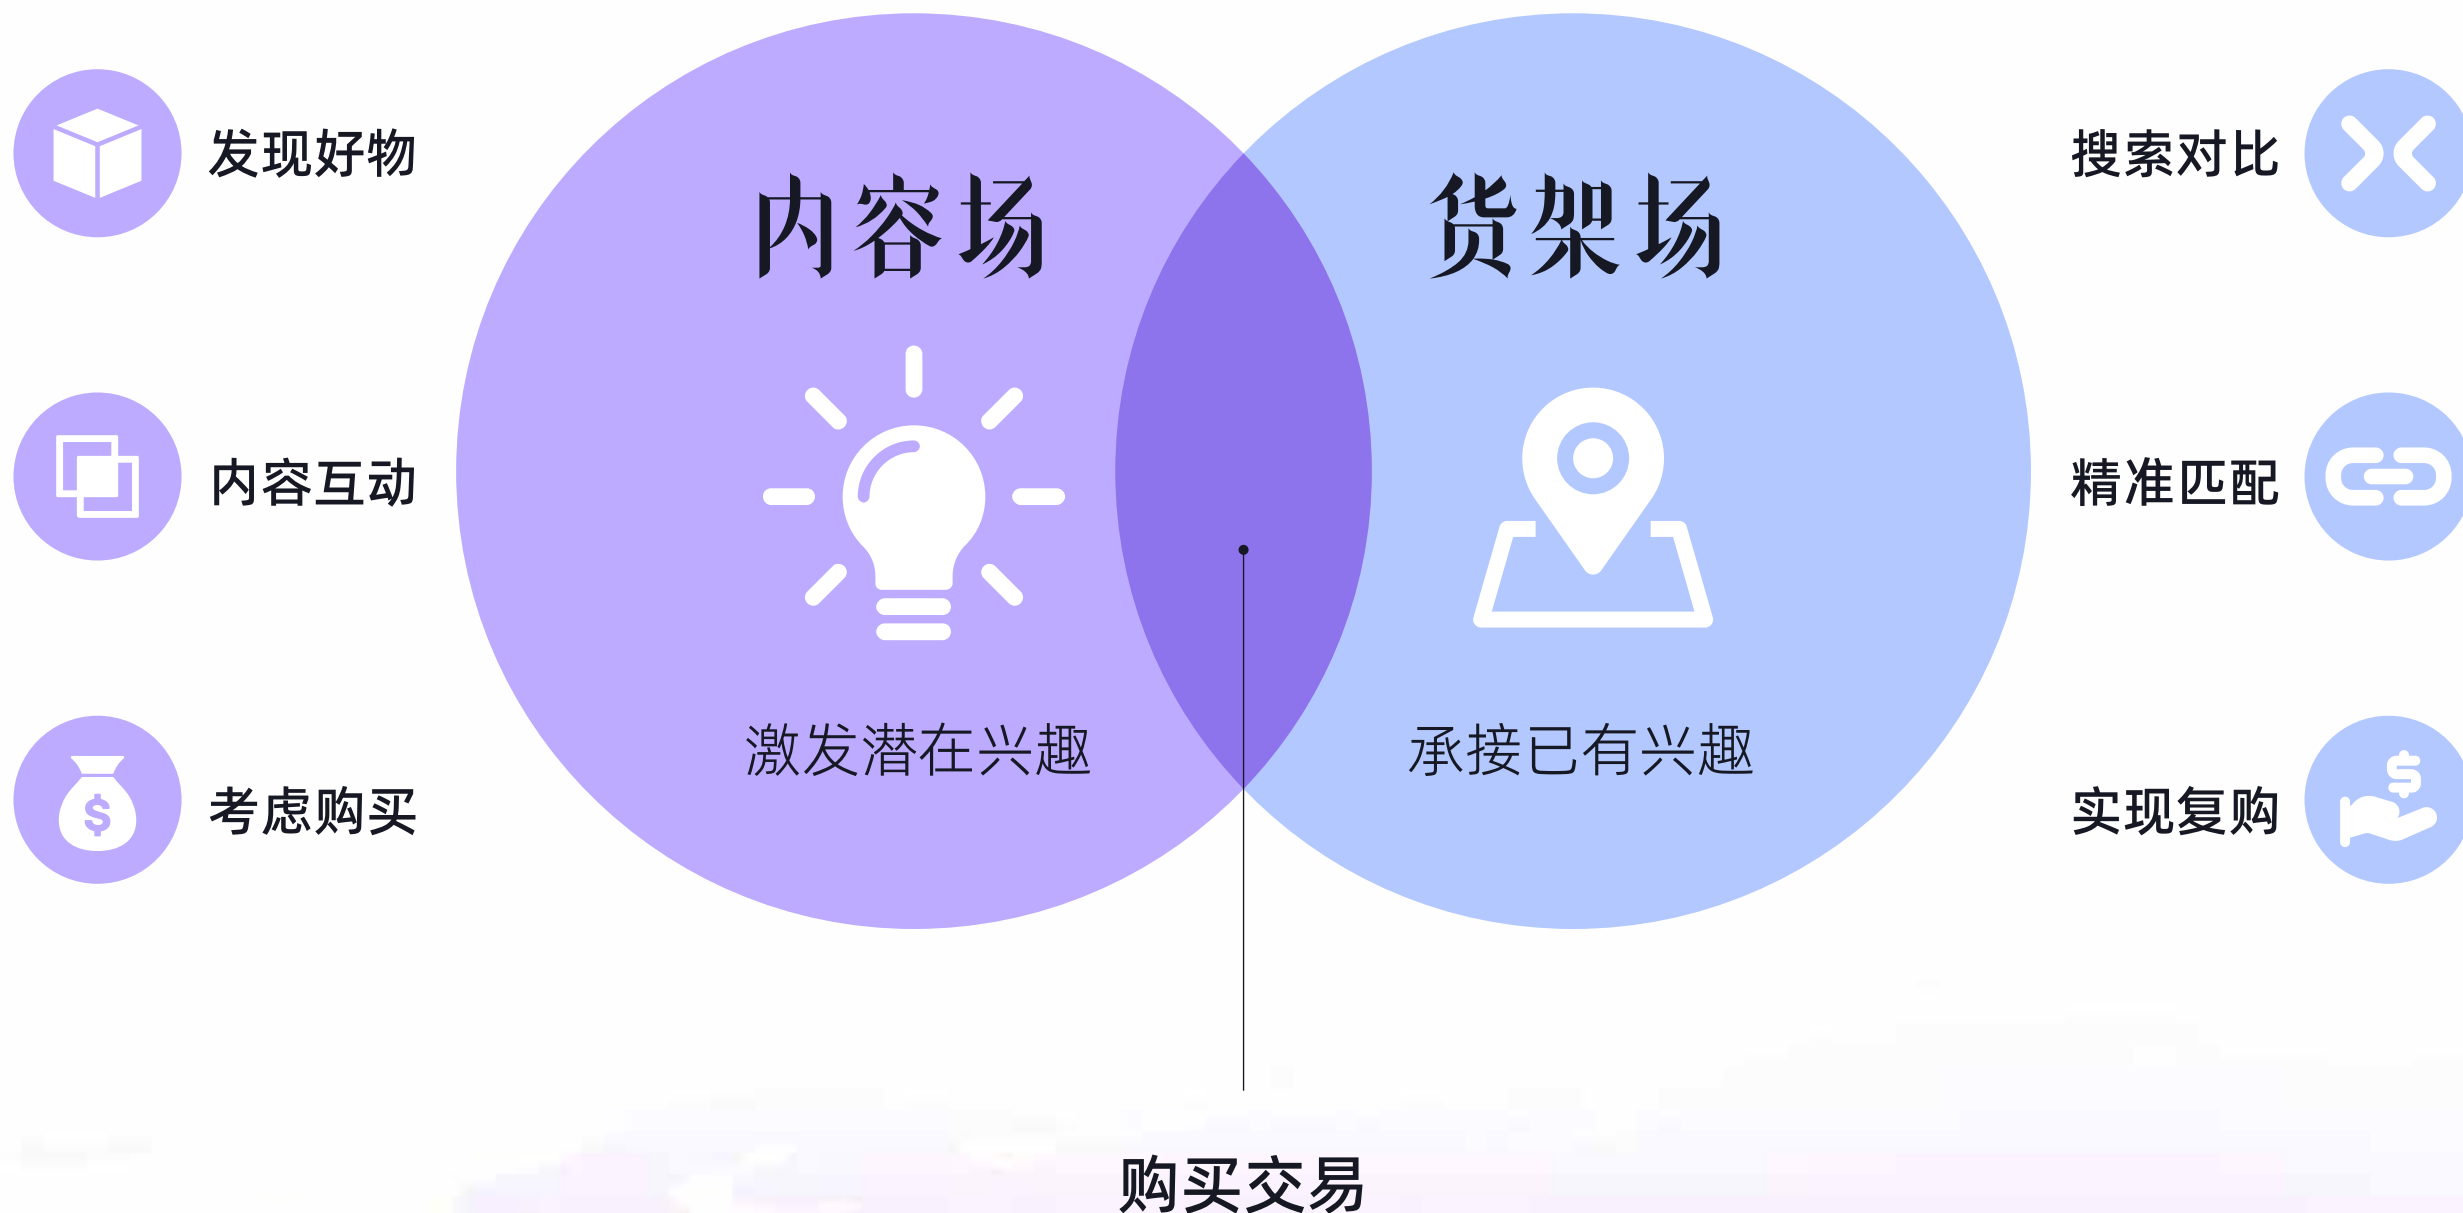 发现好物
内容互动
考虑购买
内容场
激发潜在兴趣
货架场
承接已有兴趣
搜索对比
精准匹配
实现复购
购买交易